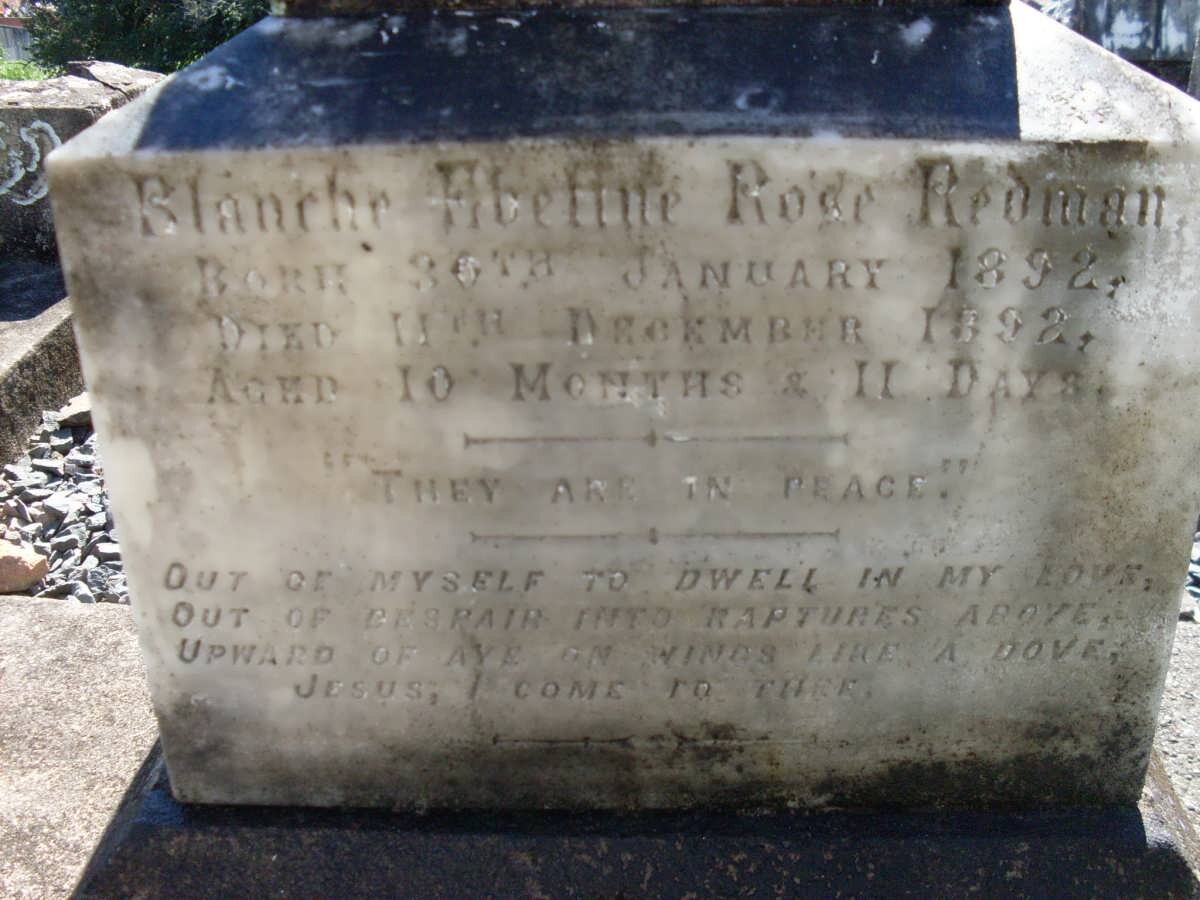 Blanche Ebeline Rose Redman,
Born 30th January 1892,
Died 11th December 1892,
Aged 10 Months & 11 Days.
"They are in peace."
Out of myself to dwell in my love,
Out of despair into raptures above,
Upward of aye on wings like a dove,
Jesus, I come to Thee.